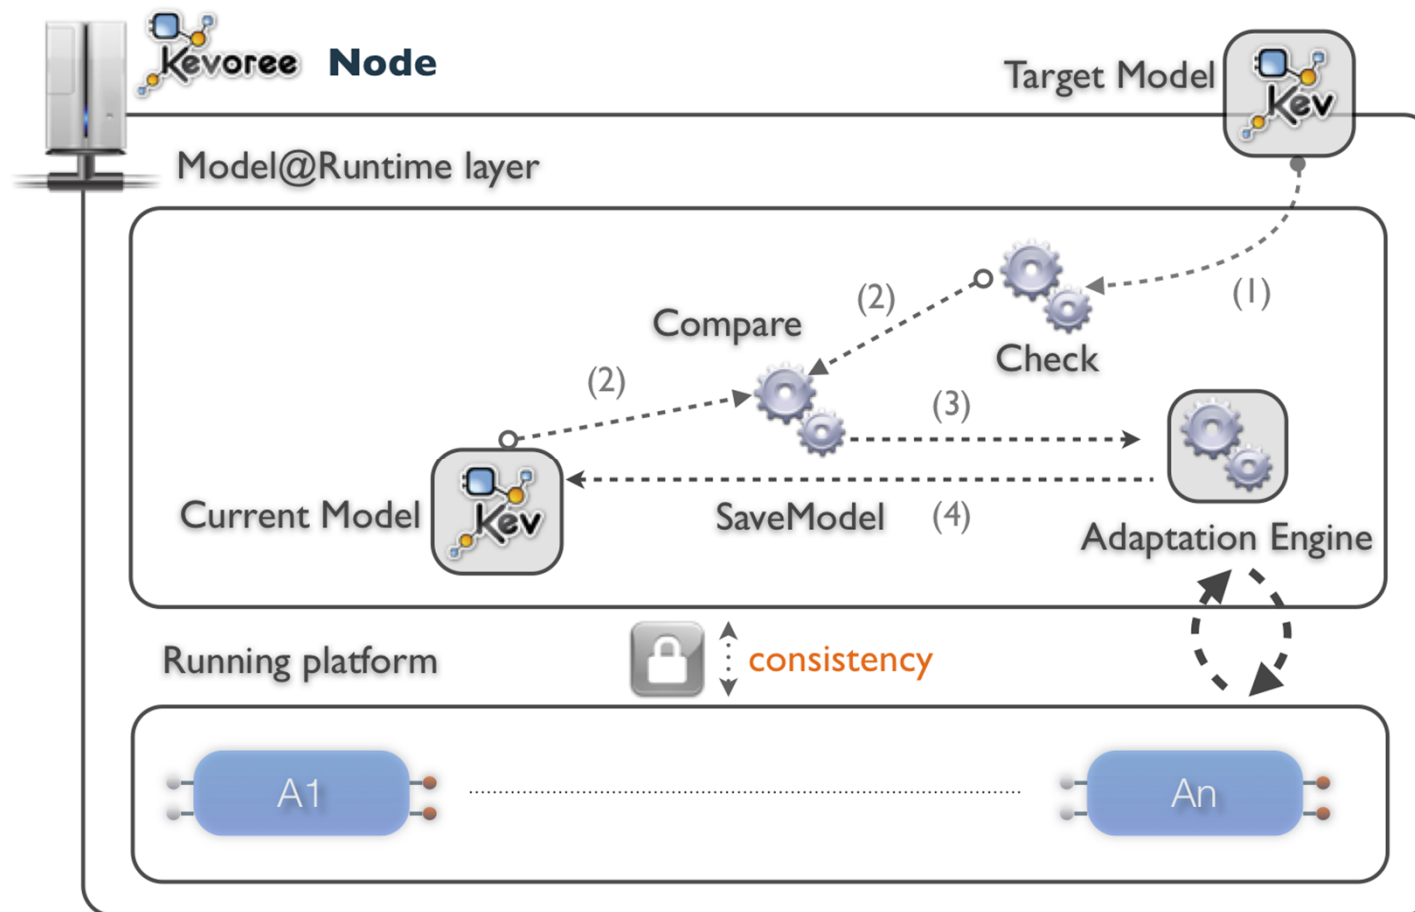 Kevoree Node
Target Model
Kev
Model@Runtime layer
(1)
(2)
Compare
Check
(2)
(3)
Current Model
Kev
SaveModel (4)
Adaptation Engine
Running platform
consistency
A1
An